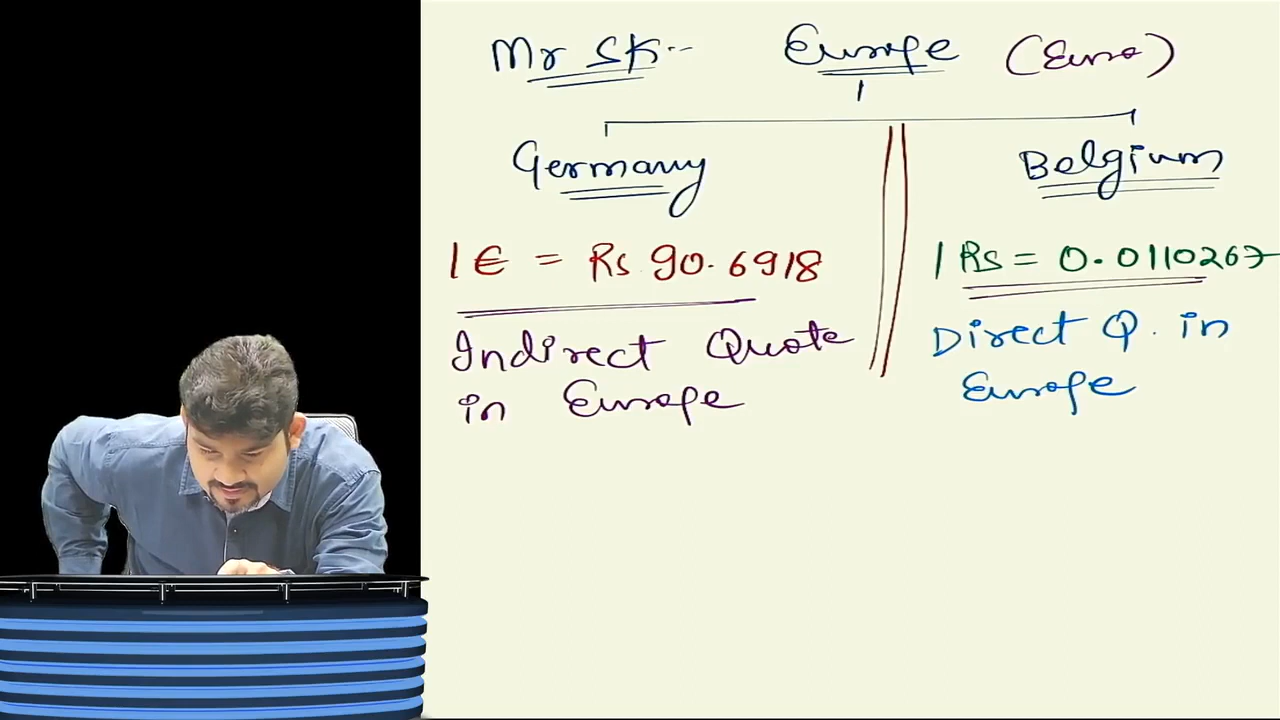 Mr SK-- Europe (Euro)
Germany Belgium
1€ = Rs 90.6918
Indirect Quote
in Europe
1 Rs = 0.0110267
Direct Q. in
Europe